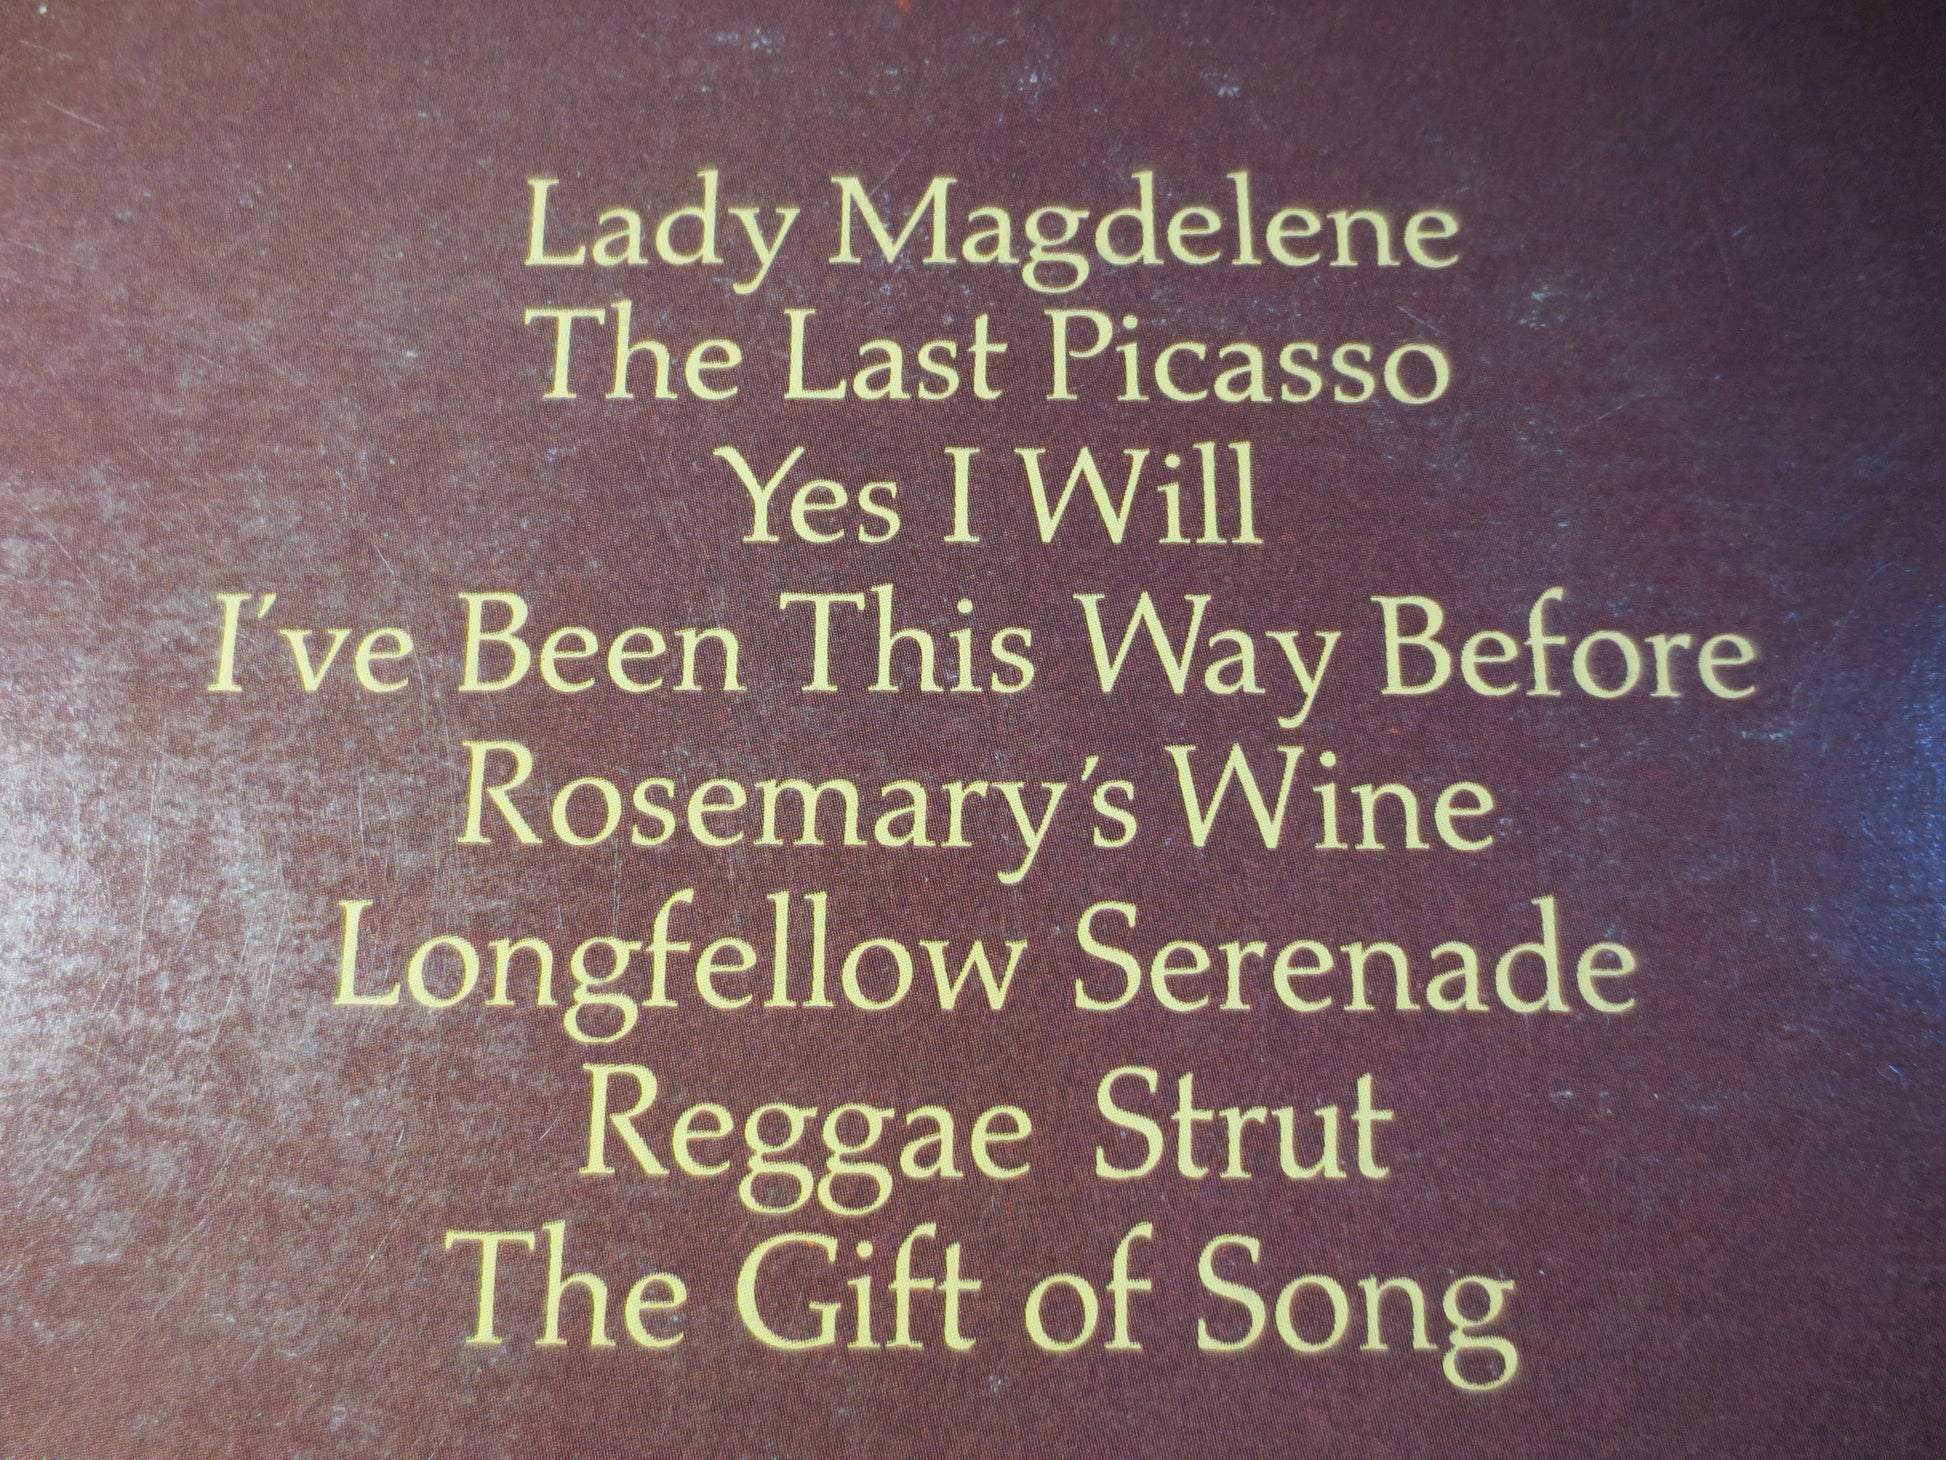 Lady Magdelene
The Last Picasso
Yes I Will
I've Been This Way Before
Rosemary's Wine
Longfellow Serenade
Reggae Strut
The Gift of Song